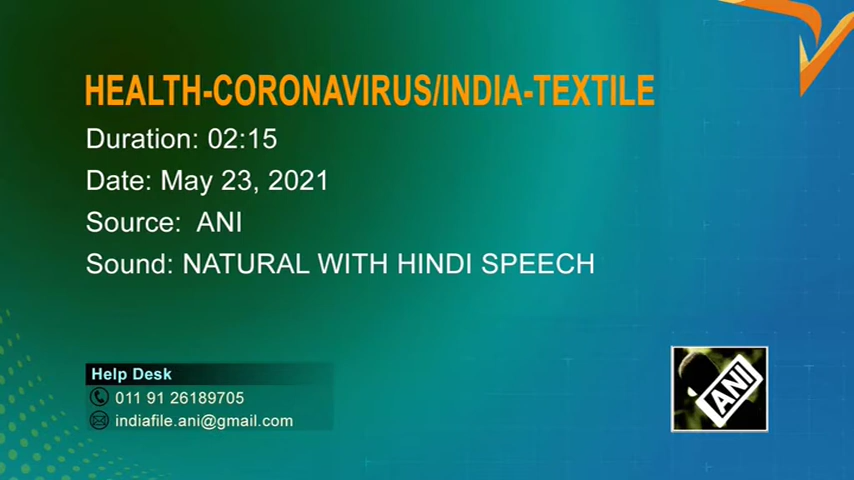 HEALTH-CORONAVIRUS/INDIA-TEXTILE
Duration: 02:15
Date: May 23, 2021
Source: ANI
Sound: NATURAL WITH HINDI SPEECH
Help Desk
011 91 26189705
indiafile.ani@gmail.com
ANI